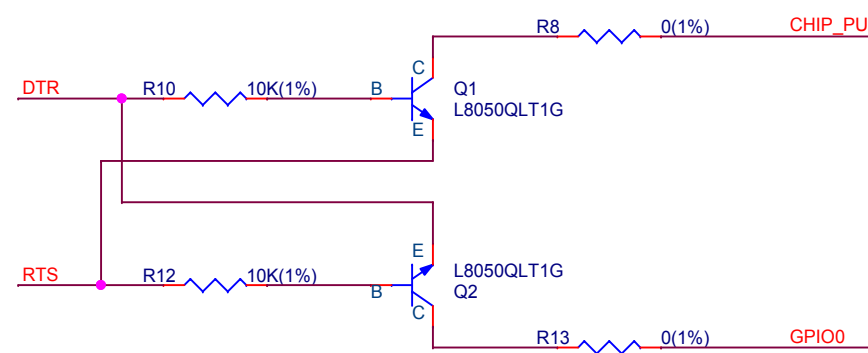 R8 0(1%) CHIP_PU
C
DTR R10 10K(1%) B Q1
L8050QLT1G
E
E
L8050QLT1G
RTS R12 10K(1%) B Q2
C
R13 0(1%) GPIO0